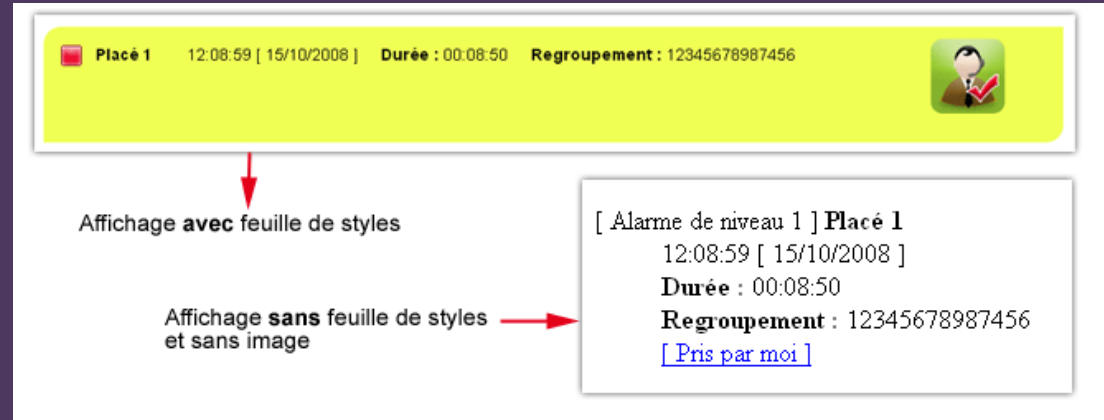 Placé 1 12:08:59 [ 15/10/2008 ] Durée : 00:08:50 Regroupement : 12345678987456
Affichage avec feuille de styles
[ Alarme de niveau 1 ] Placé 1
12:08:59 [ 15/10/2008 ]
Durée : 00:08:50
Regroupement : 12345678987456
[ Pris par moi ]
Affichage sans feuille de styles
et sans image